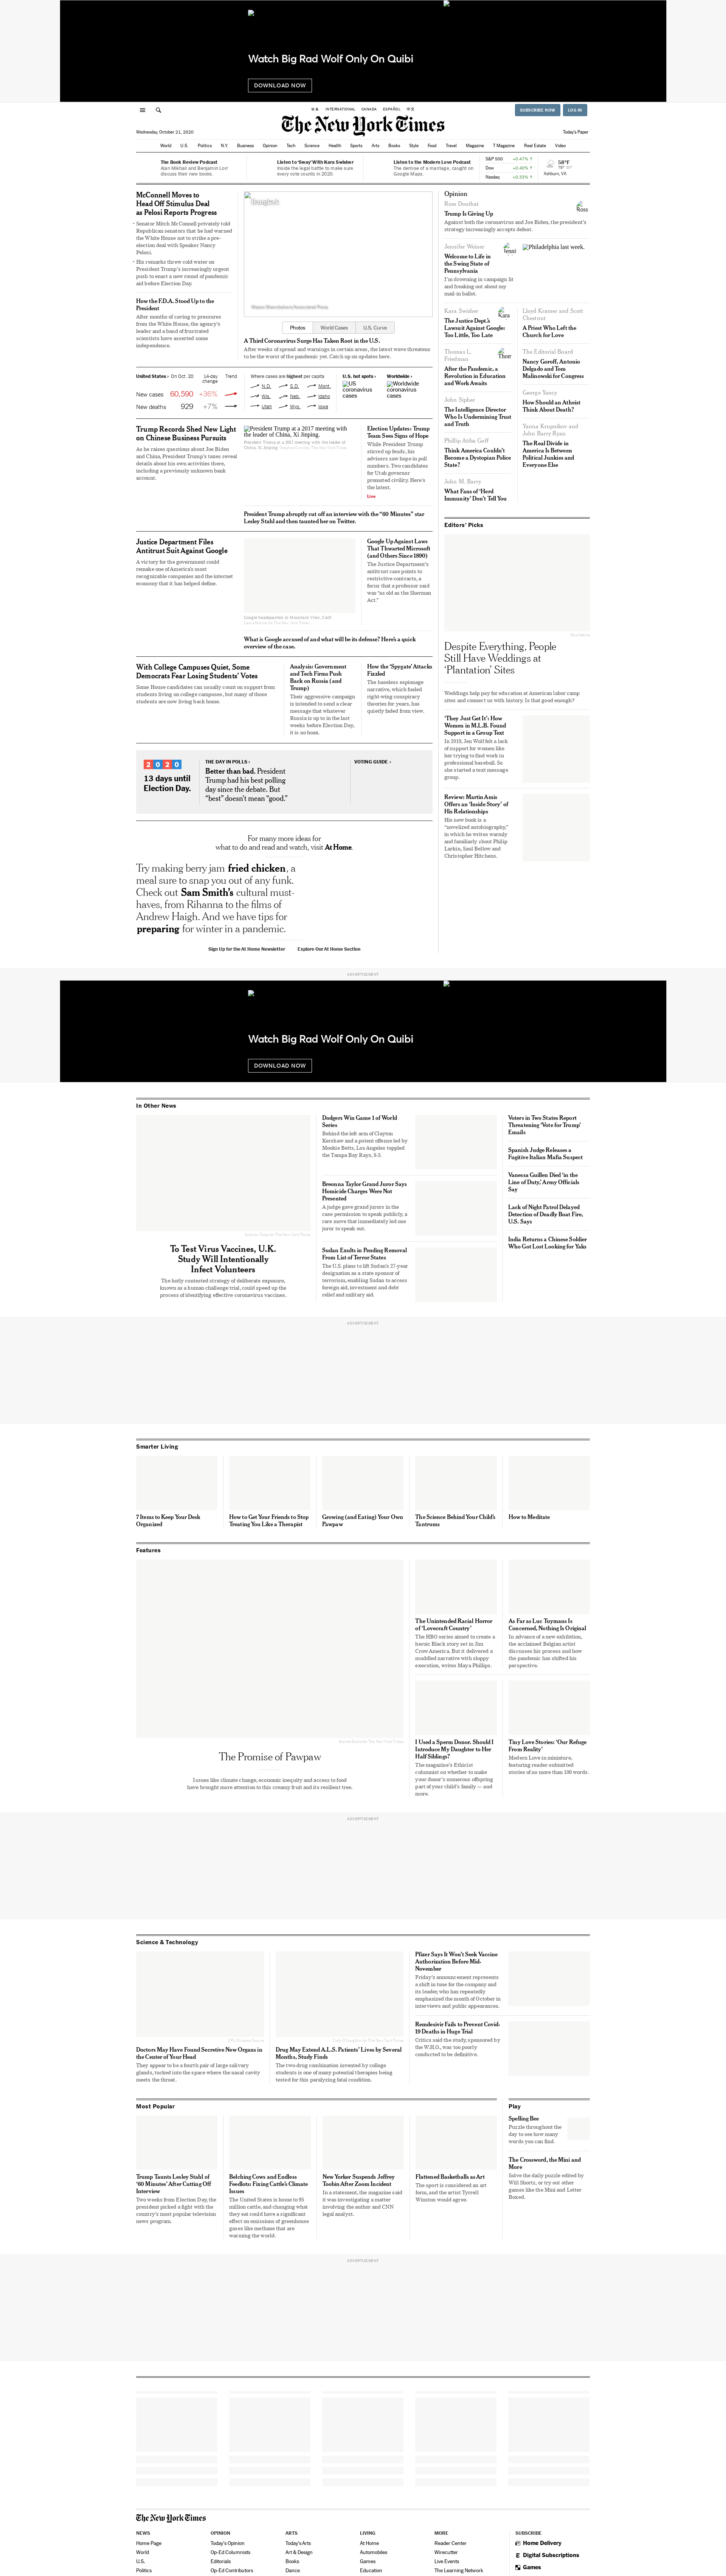 Watch Big Rad Wolf Only On Quibi
DOWNLOAD NOW
U.S. INTERNATIONAL CANADA ESPAÑOL 中文
SUBSCRIBE NOW
LOG IN
The New York Times
Wednesday, October 21, 2020
Today's Paper
World U.S. Politics N.Y. Business Opinion Tech Science Health Sports Arts Books Style Food Travel Magazine T Magazine Real Estate Video
The Book Review Podcast
Alan Mikhail and Benjamin Lorr discuss their new books.
Listen to 'Sway' With Kara Swisher
Inside the legal battle to make sure every vote counts in 2020.
Listen to the Modern Love Podcast
The demise of a marriage, caught on Google Maps.
S&P 500 +0.47% ↑
Dow +0.40% ↑
Nasdaq +0.33% ↑
58°F
Ashburn, VA
McConnell Moves to
Head Off Stimulus Deal
as Pelosi Reports Progress
• Senator Mitch McConnell privately told
Republican senators that he had warned
the White House not to strike a pre-
election deal with Speaker Nancy
Pelosi.
• His remarks threw cold water on
President Trump's increasingly urgent
push to enact a new round of pandemic
aid before Election Day.
How the F.D.A. Stood Up to the
President
After months of caving to pressures
from the White House, the agency's
leader and a band of frustrated
scientists have assured some
independence.
Photos
World Cases
U.S. Curve
A Third Coronavirus Surge Has Taken Root in the U.S.
After weeks of spread and warnings in certain areas, the latest wave threatens
to be the worst of the pandemic yet. Catch up on updates here.
United States › On Oct. 20
14-day
change
Trend
New cases 60,590 +36%
New deaths 929 +7%
Where cases are highest per capita
N.D. S.D. Mont.
Wis. Neb. Idaho
Utah Wyo. Iowa
U.S. hot spots ›
US
coronavirus
cases
Worldwide ›
Worldwide
coronavirus
cases
Trump Records Shed New Light
on Chinese Business Pursuits
As he raises questions about Joe Biden
and China, President Trump's taxes reveal
details about his own activities there,
including a previously unknown bank
account.
President Trump at a 2017 meeting with
the leader of China, Xi Jinping.
President Trump at a 2017 meeting with the leader of
China, Xi Jinping.
Election Updates: Trump
Team Sees Signs of Hope
While President Trump
stirred up feuds, his
advisers saw hope in poll
numbers. Two candidates
for Utah governor
promoted civility. Here's
the latest.
Live
President Trump abruptly cut off an interview with the "60 Minutes" star
Lesley Stahl and then taunted her on Twitter.
Justice Department Files
Antitrust Suit Against Google
A victory for the government could
remake one of America's most
recognizable companies and the internet
economy that it has helped define.
Google headquarters in Mountain View, Calif.
Google Up Against Laws
That Thwarted Microsoft
(and Others Since 1890)
The Justice Department's
antitrust case points to
restrictive contracts, a
focus that a professor said
was "as old as the Sherman
Act."
What is Google accused of and what will be its defense? Here's a quick
overview of the case.
With College Campuses Quiet, Some
Democrats Fear Losing Students' Votes
Some House candidates can usually count on support from
students living on college campuses, but many of those
students are now living back home.
Analysis: Government
and Tech Firms Push
Back on Russia (and
Trump)
Their aggressive campaign
is intended to send a clear
message that whatever
Russia is up to in the last
weeks before Election Day,
it is no hoax.
How the 'Spygate' Attacks
Fizzled
The baseless espionage
narrative, which fueled
right-wing conspiracy
theories for years, has
quietly faded from view.
2020
13 days until
Election Day.
THE DAY IN POLLS ›
Better than bad. President
Trump had his best polling
day since the debate. But
"best" doesn't mean "good."
VOTING GUIDE ›
For many more ideas for
what to do and read and watch, visit At Home.
Try making berry jam fried chicken, a
meal sure to snap you out of any funk.
Check out Sam Smith's cultural must-
haves, from Rihanna to the films of
Andrew Haigh. And we have tips for
preparing for winter in a pandemic.
Sign Up for the At Home Newsletter
Explore Our At Home Section
Opinion
Ross Douthat
Trump Is Giving Up
Against both the coronavirus and Joe Biden, the president's
strategy increasingly accepts defeat.
Jennifer Weiner
Welcome to Life in
the Swing State of
Pennsylvania
I'm drowning in campaign lit
and freaking out about my
mail-in ballot.
Philadelphia last week.
Kara Swisher
The Justice Dept.'s
Lawsuit Against Google:
Too Little, Too Late
Lloyd Kramse and Scott
Chestnut
A Priest Who Left the
Church for Love
Thomas L.
Friedman
After the Pandemic, a
Revolution in Education
and Work Awaits
The Editorial Board
Nancy Goroff, Antonio
Delgado and Tom
Malinowski for Congress
John Sipher
The Intelligence Director
Who Is Undermining Trust
and Truth
George Yancy
How Should an Atheist
Think About Death?
Phillip Atiba Goff
Think America Couldn't
Become a Dystopian Police
State?
Yanna Krupnikov and
John Barry Ryan
The Real Divide in
America Is Between
Political Junkies and
Everyone Else
John M. Barry
What Fans of 'Herd
Immunity' Don't Tell You
Editors' Picks
Despite Everything, People
Still Have Weddings at
'Plantation' Sites
Weddings help pay for education at American labor camp
sites and connect us with history. Is that good enough?
'They Just Get It': How
Women in M.L.B. Found
Support in a Group Text
In 2019, Jen Wolf felt a lack
of support for women like
her trying to find work in
professional baseball. So
she started a text message
group.
Review: Martin Amis
Offers an 'Inside Story' of
His Relationships
His new book is a
"novelized autobiography,"
in which he writes warmly
and familiarly about Philip
Larkin, Saul Bellow and
Christopher Hitchens.
ADVERTISEMENT
Watch Big Rad Wolf Only On Quibi
DOWNLOAD NOW
In Other News
To Test Virus Vaccines, U.K.
Study Will Intentionally
Infect Volunteers
The hotly contested strategy of deliberate exposure,
known as a human challenge trial, could speed up the
process of identifying effective coronavirus vaccines.
Dodgers Win Game 1 of World
Series
Behind the left arm of Clayton
Kershaw and a potent offense led by
Mookie Betts, Los Angeles toppled
the Tampa Bay Rays, 8-3.
Breonna Taylor Grand Juror Says
Homicide Charges Were Not
Presented
A judge gave grand jurors in the
case permission to speak publicly, a
rare move that immediately led one
juror to speak out.
Sudan Exults in Pending Removal
From List of Terror States
The U.S. plans to lift Sudan's 27-year
designation as a state sponsor of
terrorism, enabling Sudan to access
foreign aid, investment and debt
relief and military aid.
Voters in Two States Report
Threatening 'Vote for Trump'
Emails
Spanish Judge Releases a
Fugitive Italian Mafia Suspect
Vanessa Guillen Died 'in the
Line of Duty,' Army Officials
Say
Lack of Night Patrol Delayed
Detection of Deadly Boat Fire,
U.S. Says
India Returns a Chinese Soldier
Who Got Lost Looking for Yaks
ADVERTISEMENT
Smarter Living
7 Items to Keep Your Desk
Organized
How to Get Your Friends to Stop
Treating You Like a Therapist
Growing (and Eating) Your Own
Pawpaw
The Science Behind Your Child's
Tantrums
How to Meditate
Features
The Promise of Pawpaw
Issues like climate change, economic inequity and access to food
have brought more attention to this creamy fruit and its resilient tree.
The Unintended Racial Horror
of 'Lovecraft Country'
The HBO series aimed to create a
heroic Black story set in Jim
Crow America. But it delivered a
muddled narrative with sloppy
execution, writes Maya Phillips.
As Far as Luc Tuymans Is
Concerned, Nothing Is Original
In advance of a new exhibition,
the acclaimed Belgian artist
discusses his process and how
the pandemic has shifted his
perspective.
I Used a Sperm Donor. Should I
Introduce My Daughter to Her
Half Siblings?
The magazine's Ethicist
columnist on whether to make
your donor's numerous offspring
part of your child's family — and
more.
Tiny Love Stories: 'Our Refuge
From Reality'
Modern Love in miniature,
featuring reader-submitted
stories of no more than 100 words.
ADVERTISEMENT
Science & Technology
Doctors May Have Found Secretive New Organs in
the Center of Your Head
They appear to be a fourth pair of large salivary
glands, tucked into the space where the nasal cavity
meets the throat.
Drug May Extend A.L.S. Patients' Lives by Several
Months, Study Finds
The two-drug combination invented by college
students is one of many potential therapies being
tested for this paralyzing fatal condition.
Pfizer Says It Won't Seek Vaccine
Authorization Before Mid-
November
Friday's announcement represents
a shift in tone for the company and
its leader, who has repeatedly
emphasized the month of October in
interviews and public appearances.
Remdesivir Fails to Prevent Covid-
19 Deaths in Huge Trial
Critics said the study, sponsored by
the W.H.O., was too poorly
conducted to be definitive.
Most Popular
Trump Taunts Lesley Stahl of
'60 Minutes' After Cutting Off
Interview
Two weeks from Election Day, the
president picked a fight with the
country's most popular television
news program.
Belching Cows and Endless
Feedlots: Fixing Cattle's Climate
Issues
The United States is home to 95
million cattle, and changing what
they eat could have a significant
effect on emissions of greenhouse
gases like methane that are
warming the world.
New Yorker Suspends Jeffrey
Toobin After Zoom Incident
In a statement, the magazine said
it was investigating a matter
involving the author and CNN
legal analyst.
Flattened Basketballs as Art
The sport is considered an art
form, and the artist Tyrrell
Winston would agree.
Play
Spelling Bee
Puzzle throughout the
day to see how many
words you can find.
The Crossword, the Mini and
More
Solve the daily puzzle edited by
Will Shortz, or try out other
games like the Mini and Letter
Boxed.
ADVERTISEMENT
The New York Times
NEWS
Home Page
World
U.S.
Politics
OPINION
Today's Opinion
Op-Ed Columnists
Editorials
Op-Ed Contributors
ARTS
Today's Arts
Art & Design
Books
Dance
LIVING
At Home
Automobiles
Games
Education
MORE
Reader Center
Wirecutter
Live Events
The Learning Network
SUBSCRIBE
Home Delivery
Digital Subscriptions
Games